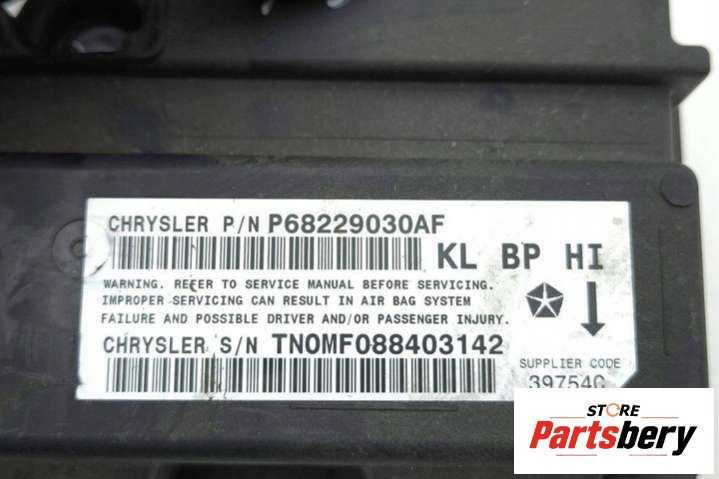 CHRYSLER P/N P68229030AF
KL BP HI
WARNING. REFER TO SERVICE MANUAL BEFORE SERVICING.
IMPROPER SERVICING CAN RESULT IN AIR BAG SYSTEM
FAILURE AND POSSIBLE DRIVER AND/OR PASSENGER INJURY.
CHRYSLER S/N TN0MF088403142
SUPPLIER CODE
39754C
STORE
Partsbery